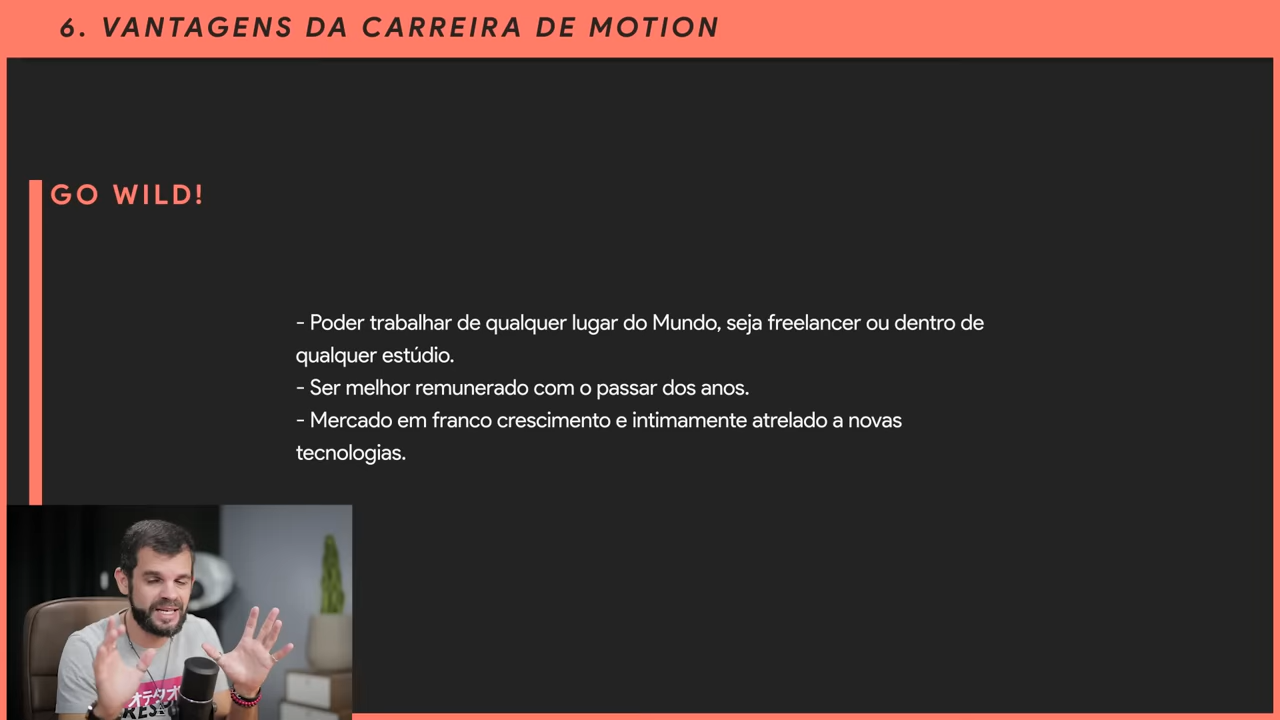 6. VANTAGENS DA CARREIRA DE MOTION
GO WILD!
- Poder trabalhar de qualquer lugar do Mundo, seja freelancer ou dentro de
qualquer estúdio.
- Ser melhor remunerado com o passar dos anos.
- Mercado em franco crescimento e intimamente atrelado a novas
tecnologias.